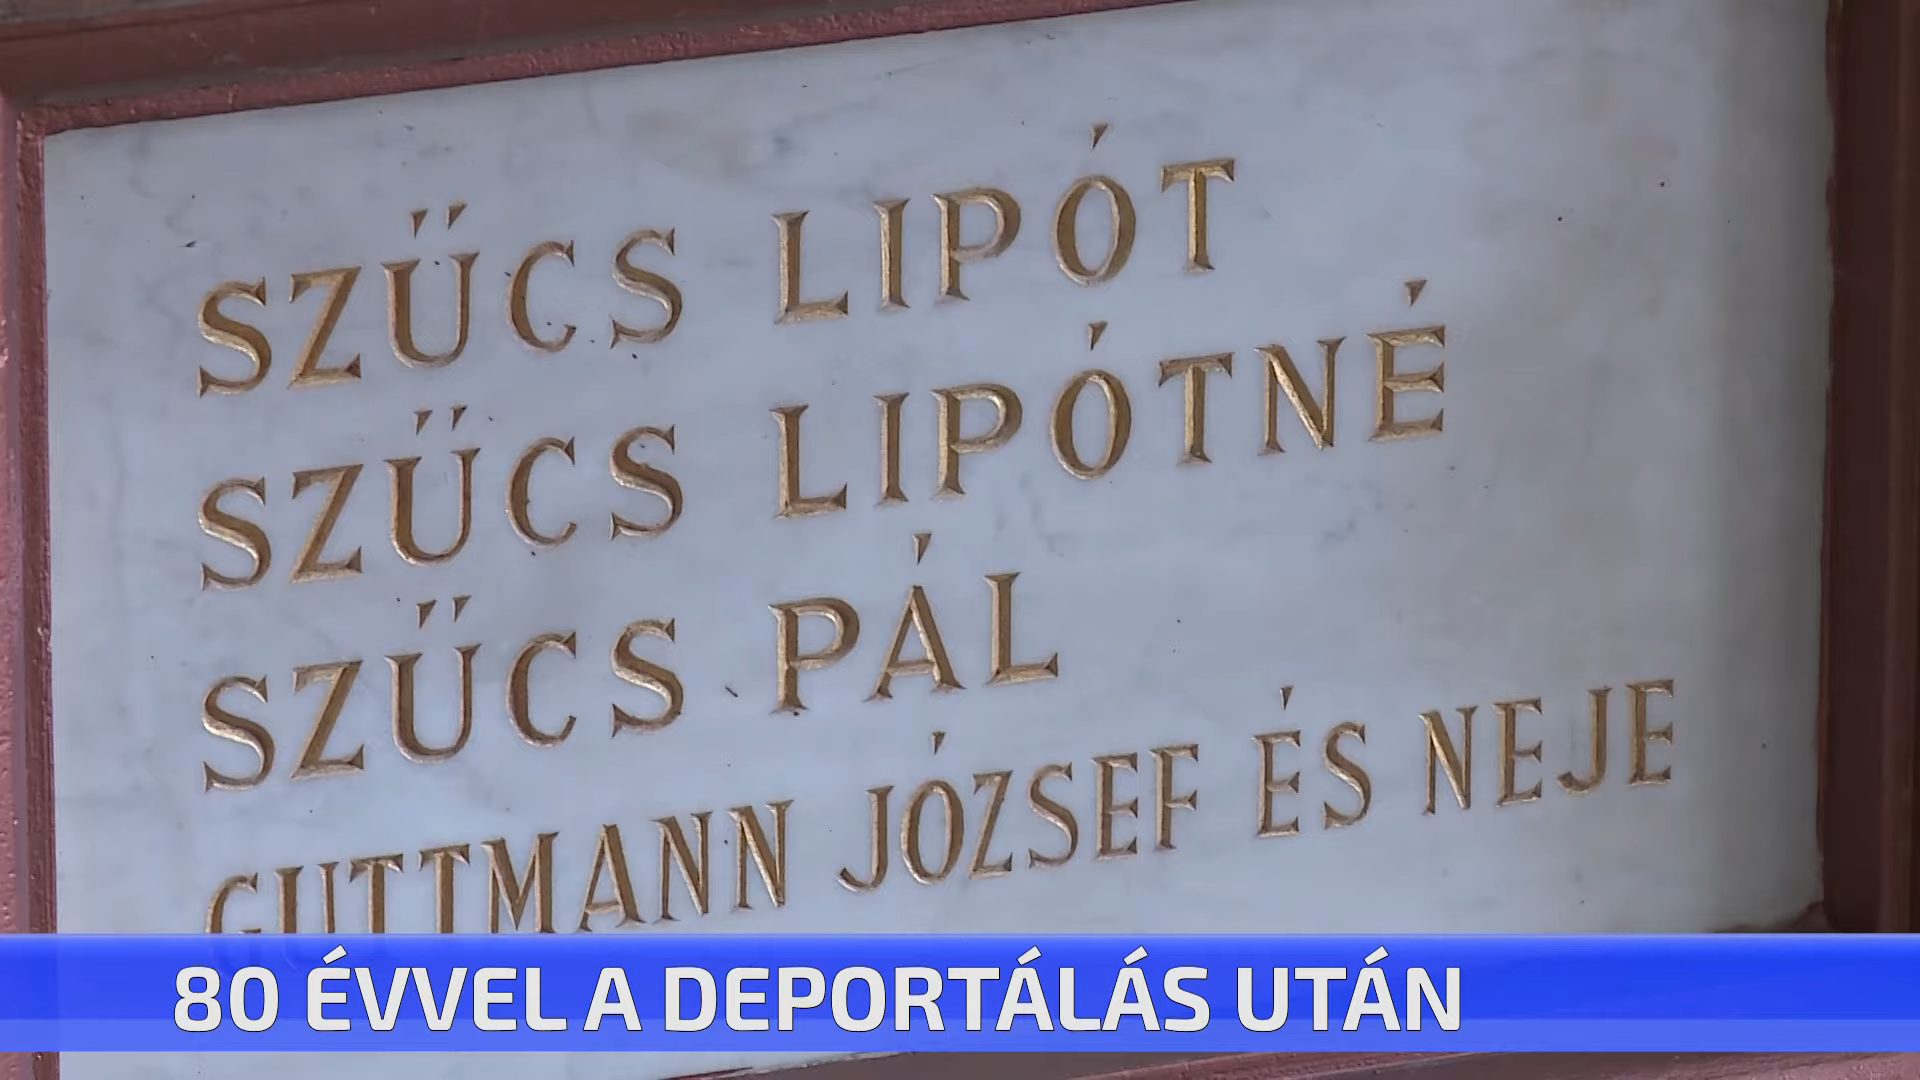 SZŰCS LIPÓT
SZŰCS LIPÓTNÉ
SZŰCS PÁL
GUTTMANN JÓZSEF ÉS NEJE
80 ÉVVEL A DEPORTÁLÁS UTÁN